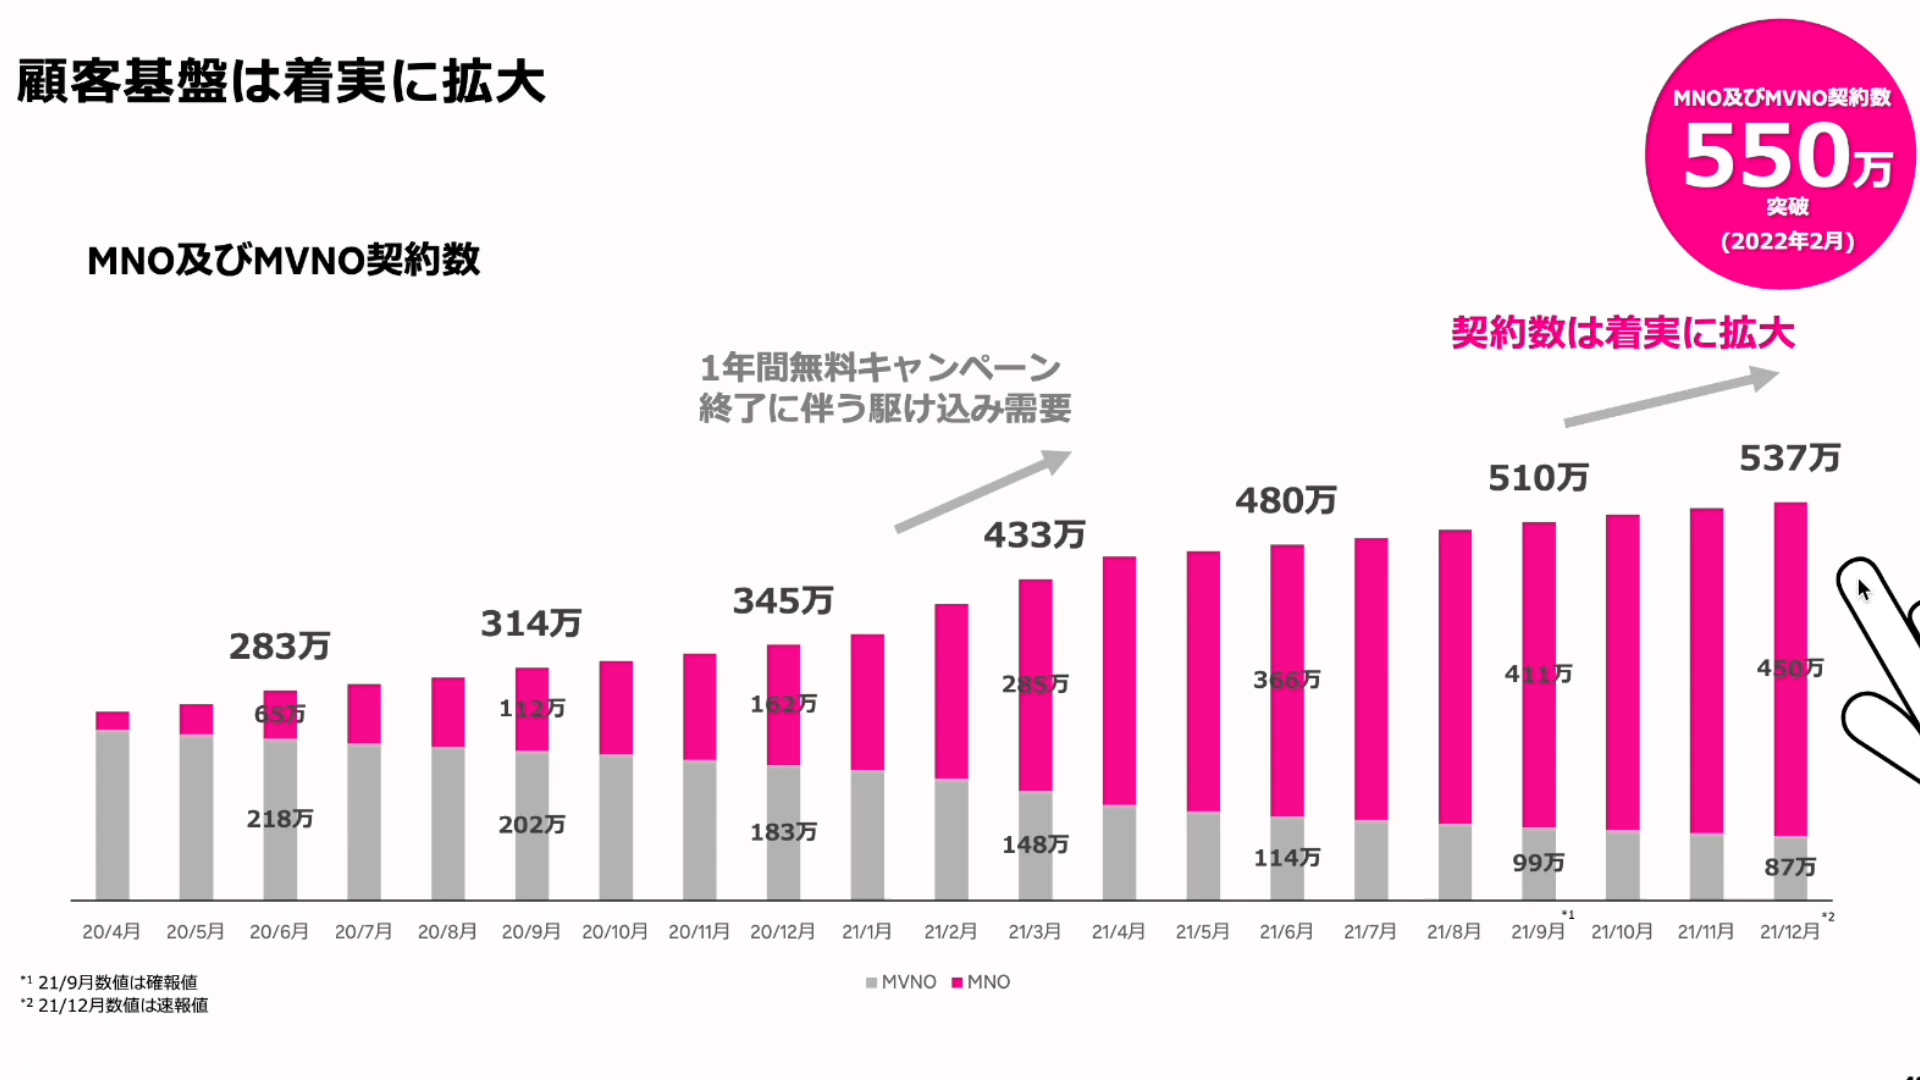 顧客基盤は着実に拡大
MNO及びMVNO契約数
550万
突破
(2022年2月)
MNO及びMVNO契約数
契約数は着実に拡大
1年間無料キャンペーン
終了に伴う駆け込み需要
283万
314万
345万
433万
480万
510万
537万
65万
112万
162万
285万
366万
411万
450万
218万
202万
183万
148万
114万
99万
87万
20/4月 20/5月 20/6月 20/7月 20/8月 20/9月 20/10月 20/11月 20/12月 21/1月 21/2月 21/3月 21/4月 21/5月 21/6月 21/7月 21/8月 21/9月*1 21/10月 21/11月 21/12月*2
MVNO MNO
*1 21/9月数値は確報値
*2 21/12月数値は速報値